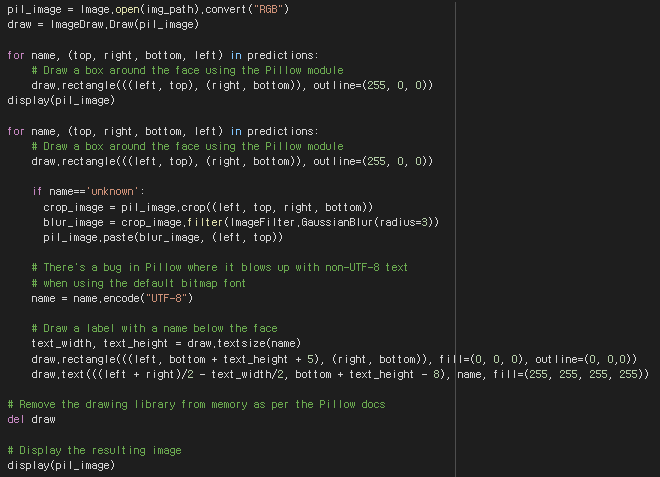 pil_image = Image.open(img_path).convert("RGB")
draw = ImageDraw.Draw(pil_image)

for name, (top, right, bottom, left) in predictions:
    # Draw a box around the face using the Pillow module
    draw.rectangle(((left, top), (right, bottom)), outline=(255, 0, 0))
display(pil_image)

for name, (top, right, bottom, left) in predictions:
    # Draw a box around the face using the Pillow module
    draw.rectangle(((left, top), (right, bottom)), outline=(255, 0, 0))

    if name=='unknown':
      crop_image = pil_image.crop((left, top, right, bottom))
      blur_image = crop_image.filter(ImageFilter.GaussianBlur(radius=3))
      pil_image.paste(blur_image, (left, top))

    # There's a bug in Pillow where it blows up with non-UTF-8 text
    # when using the default bitmap font
    name = name.encode("UTF-8")

    # Draw a label with a name below the face
    text_width, text_height = draw.textsize(name)
    draw.rectangle(((left, bottom + text_height + 5), (right, bottom)), fill=(0, 0, 0), outline=(0, 0,0))
    draw.text(((left + right)/2 - text_width/2, bottom + text_height - 8), name, fill=(255, 255, 255, 255))

# Remove the drawing library from memory as per the Pillow docs
del draw

# Display the resulting image
display(pil_image)